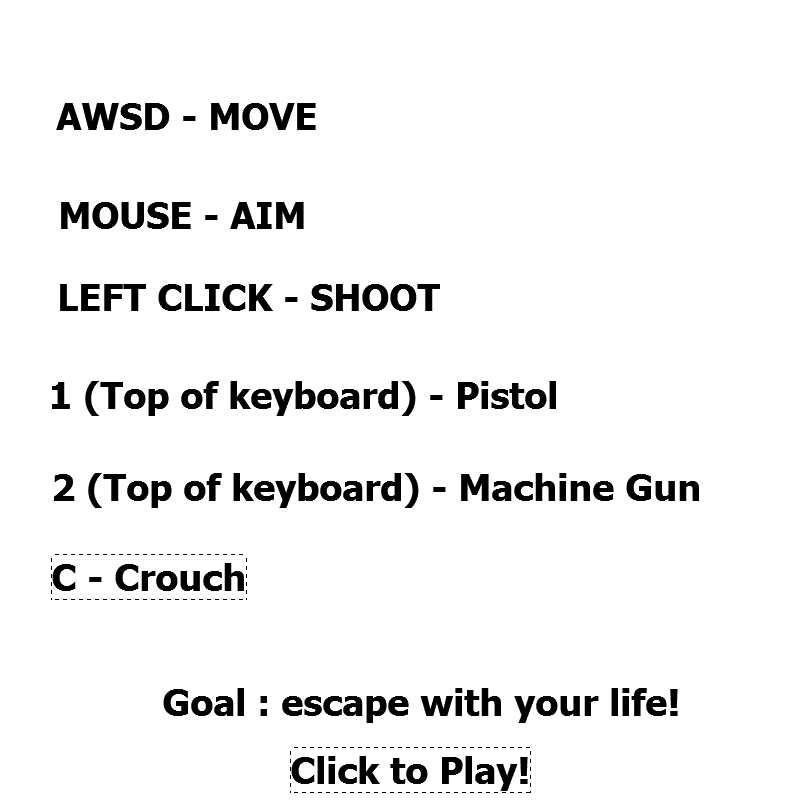 AWSD - MOVE
MOUSE - AIM
LEFT CLICK - SHOOT
1 (Top of keyboard) - Pistol
2 (Top of keyboard) - Machine Gun
C - Crouch
Goal : escape with your life!
Click to Play!